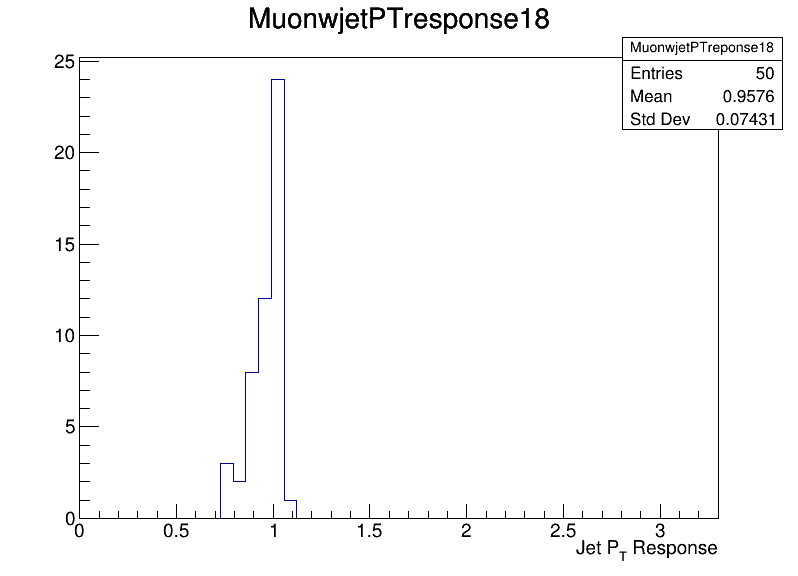 MuonwjetPTresponse18
MuonwjetPTreponse18
Entries 50
Mean 0.9576
Std Dev 0.07431
25
20
15
10
5
0
0 0.5 1 1.5 2 2.5 3
Jet PT Response